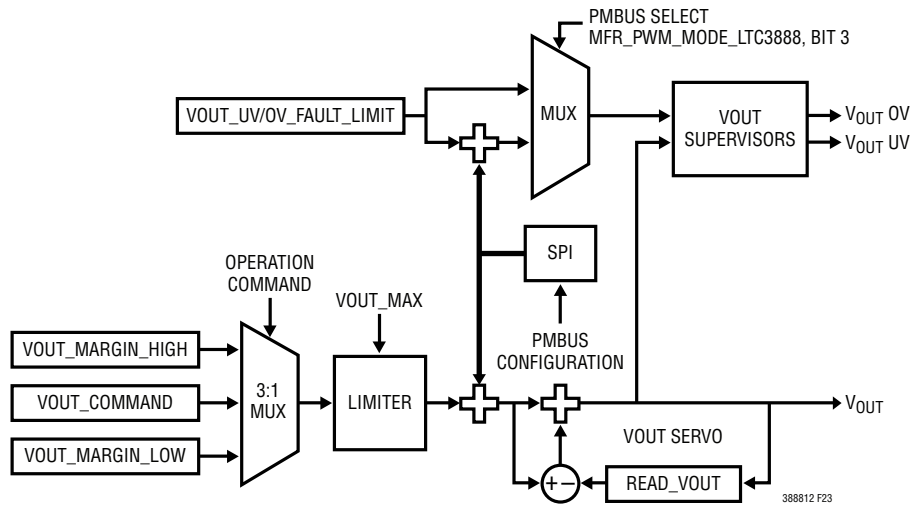 PMBUS SELECT
MFR_PWM_MODE_LTC3888, BIT 3
VOUT_UV/OV_FAULT_LIMIT
MUX
VOUT
SUPERVISORS
VOUT OV
VOUT UV
SPI
OPERATION
COMMAND
VOUT_MAX
PMBUS
CONFIGURATION
VOUT_MARGIN_HIGH
VOUT_COMMAND
VOUT_MARGIN_LOW
3:1
MUX
LIMITER
VOUT
VOUT SERVO
+ −
READ_VOUT
388812 F23